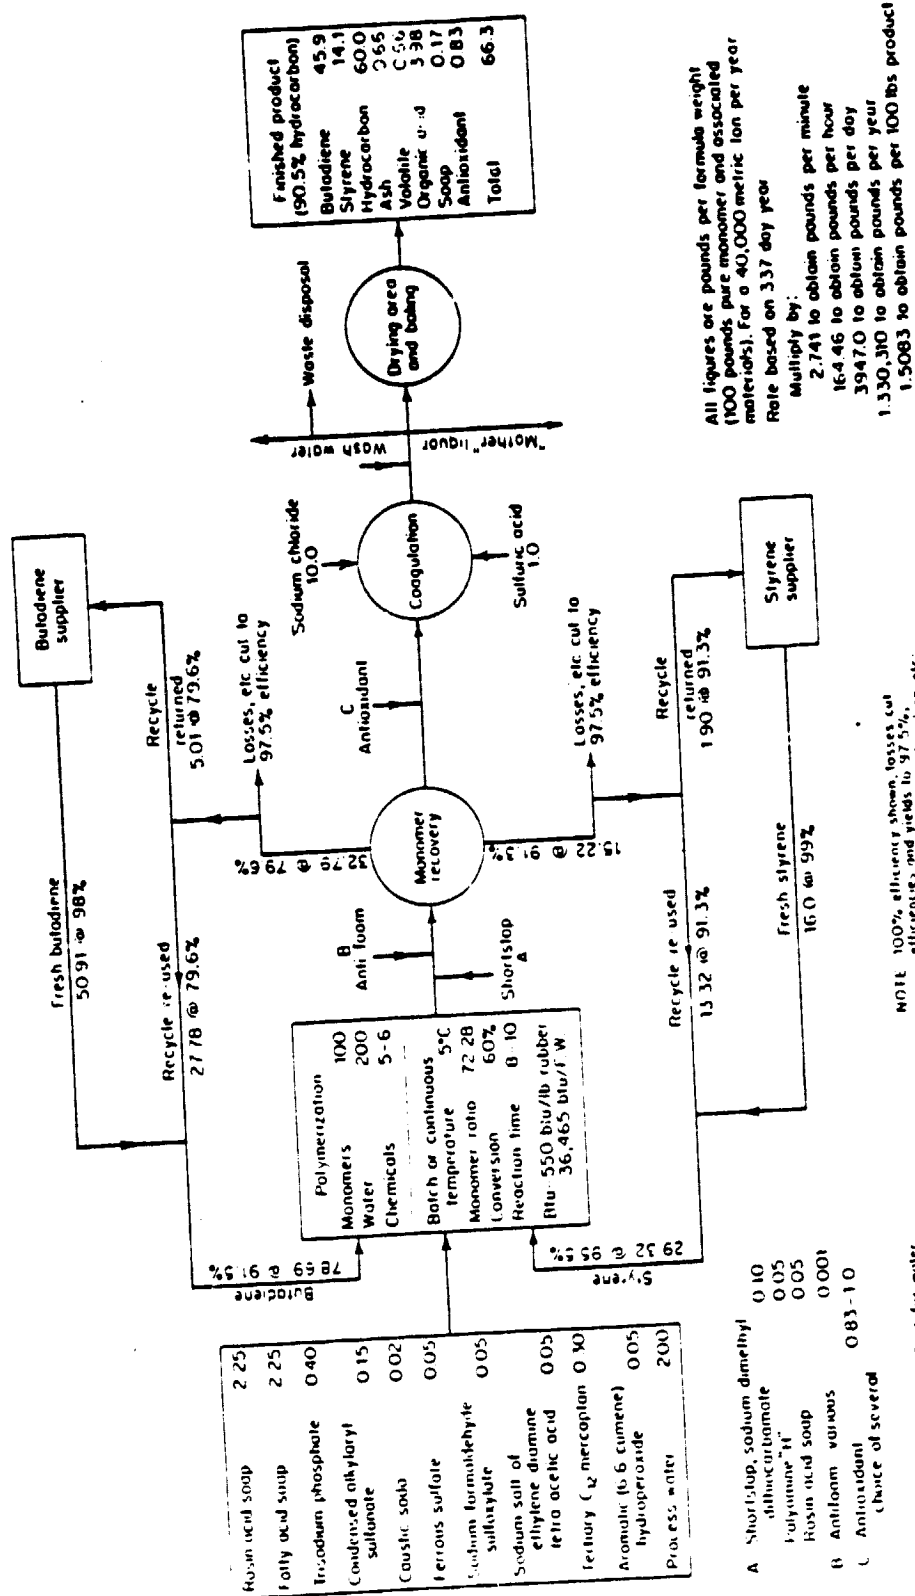 Rosin acid soap 2.25
Fatty acid soap 2.25
Trisodium phosphate 0.40
Condensed alkylaryl
sulfonate 0.15
Caustic soda 0.02
Ferrous sulfate 0.05
Sodium formaldehyde
sulfoxylate 0.05
Sodium salt of
ethylene diamine
tetra acetic acid 0.05
Tertiary C12 mercaptan 0.30
Aromatic (6.6 cumene)
hydroperoxide 0.05
Process water 200
A Shortstop, sodium dimethyl
dithiocarbamate 0.10
Polyamine "H" 0.05
Rosin acid soap 0.05
B Antifoam various 0.001
C Antioxidant 0.83-1.0
choice of several
Butadiene
78.69 @ 91.5%
Styrene
29.32 @ 95.5%
Polymerization
Monomers 100
Water 200
Chemicals 5-6
Batch or continuous
temperature 5°C
Monomer ratio 72 28
Conversion 60%
Reaction time 8-10
Btu 550 btu/lb rubber
36,465 btu/F.W.
Fresh butadiene
50.91 @ 98%
Recycle re-used
27.78 @ 79.6%
Recycle
returned
5.01 @ 79.6%
Butadiene
supplier
B
Anti foam
Shortstop
A
32.79 @ 79.6%
Losses, etc cut to
97.5% efficiency
Monomer
recovery
15.22 @ 91.3%
Losses, etc cut to
97.5% efficiency
C
Antioxidant
Sodium chloride
10.0
Coagulation
Sulfuric acid
1.0
Wash water
"Mother" liquor
Waste disposal
Drying area
and baling
Finished product
(90.5% hydrocarbon)
Butadiene 45.9
Styrene 14.1
Hydrocarbon 60.0
Ash 0.66
Volatile
Organic acid 3.98
Soap 0.17
Antioxidant 0.83
Total 66.3
Recycle re used
13.32 @ 91.3%
Recycle
returned
1.90 @ 91.3%
Fresh styrene
16.0 @ 99%
Styrene
supplier
NOTE 100% efficiency shown, losses cut
efficiencies and yields to 97.5%,
All figures are pounds per formula weight
(100 pounds pure monomer and associated
materials). For a 40,000 metric ton per year
Rate based on 337 day year
Multiply by:
2.741 to obtain pounds per minute
164.46 to obtain pounds per hour
3947.0 to obtain pounds per day
1,330,310 to obtain pounds per year
1.5083 to obtain pounds per 100 lbs product